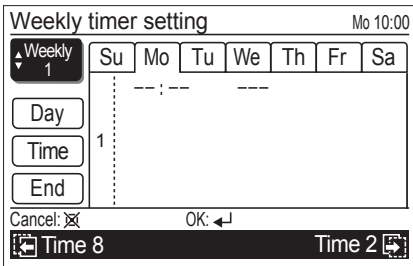 Weekly timer setting Mo 10:00
Weekly Su Mo Tu We Th Fr Sa
1
--:-- ---
Day
Time 1
End
Cancel: OK:
Time 8 Time 2